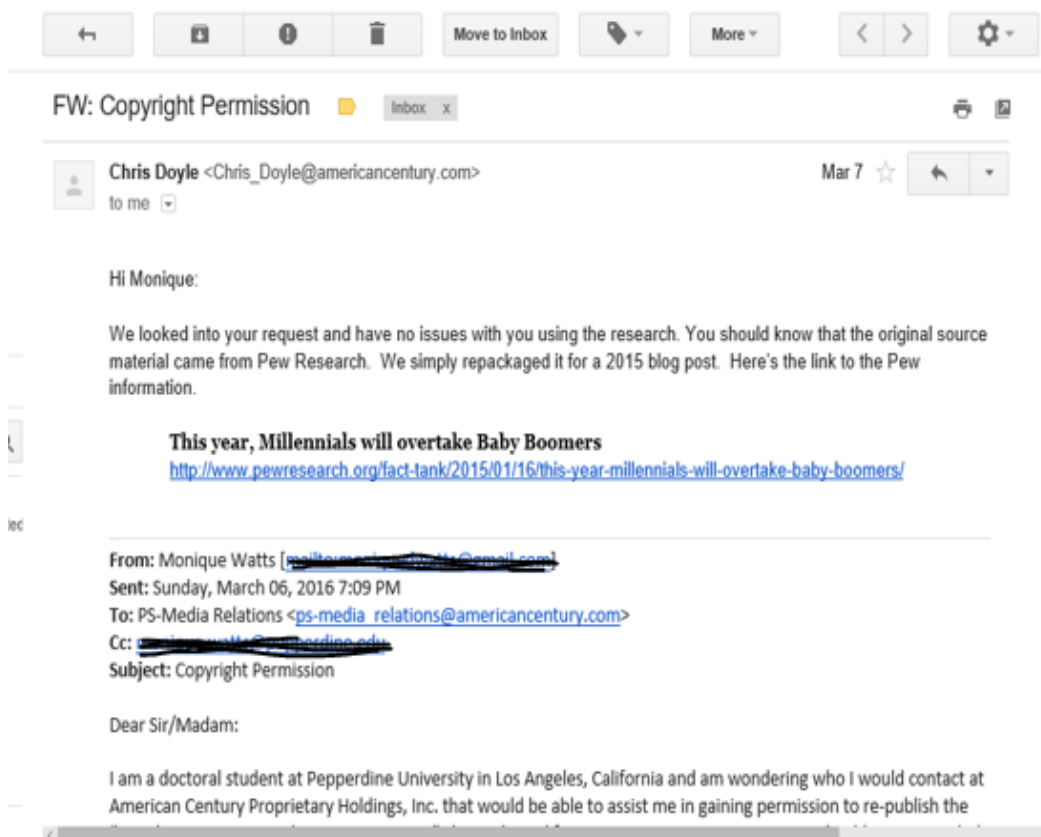 Move to Inbox More
FW: Copyright Permission Inbox x
Chris Doyle <Chris_Doyle@americancentury.com> Mar 7
to me
Hi Monique:
We looked into your request and have no issues with you using the research. You should know that the original source
material came from Pew Research. We simply repackaged it for a 2015 blog post. Here's the link to the Pew
information.
This year, Millennials will overtake Baby Boomers
http://www.pewresearch.org/fact-tank/2015/01/16/this-year-millennials-will-overtake-baby-boomers/
ted
From: Monique Watts [
Sent: Sunday, March 06, 2016 7:09 PM
To: PS-Media Relations <ps-media_relations@americancentury.com>
Cc:
Subject: Copyright Permission
Dear Sir/Madam:
I am a doctoral student at Pepperdine University in Los Angeles, California and am wondering who I would contact at
American Century Proprietary Holdings, Inc. that would be able to assist me in gaining permission to re-publish the